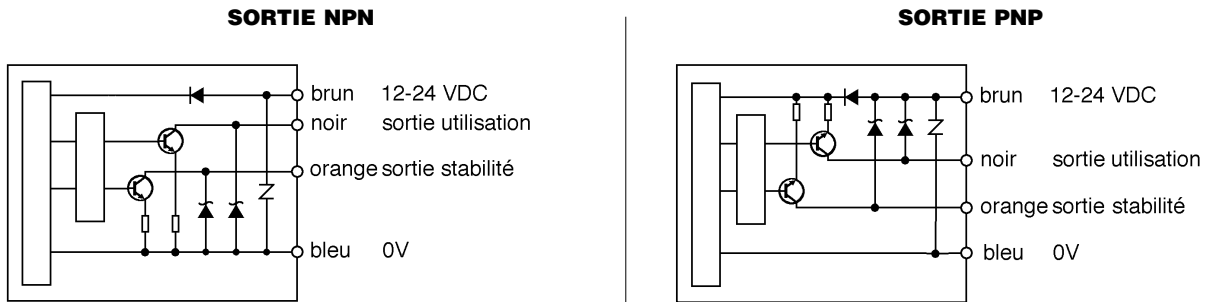 SORTIE NPN
brun 12-24 VDC
noir sortie utilisation
orange sortie stabilité
bleu 0V
SORTIE PNP
brun 12-24 VDC
noir sortie utilisation
orange sortie stabilité
bleu 0V